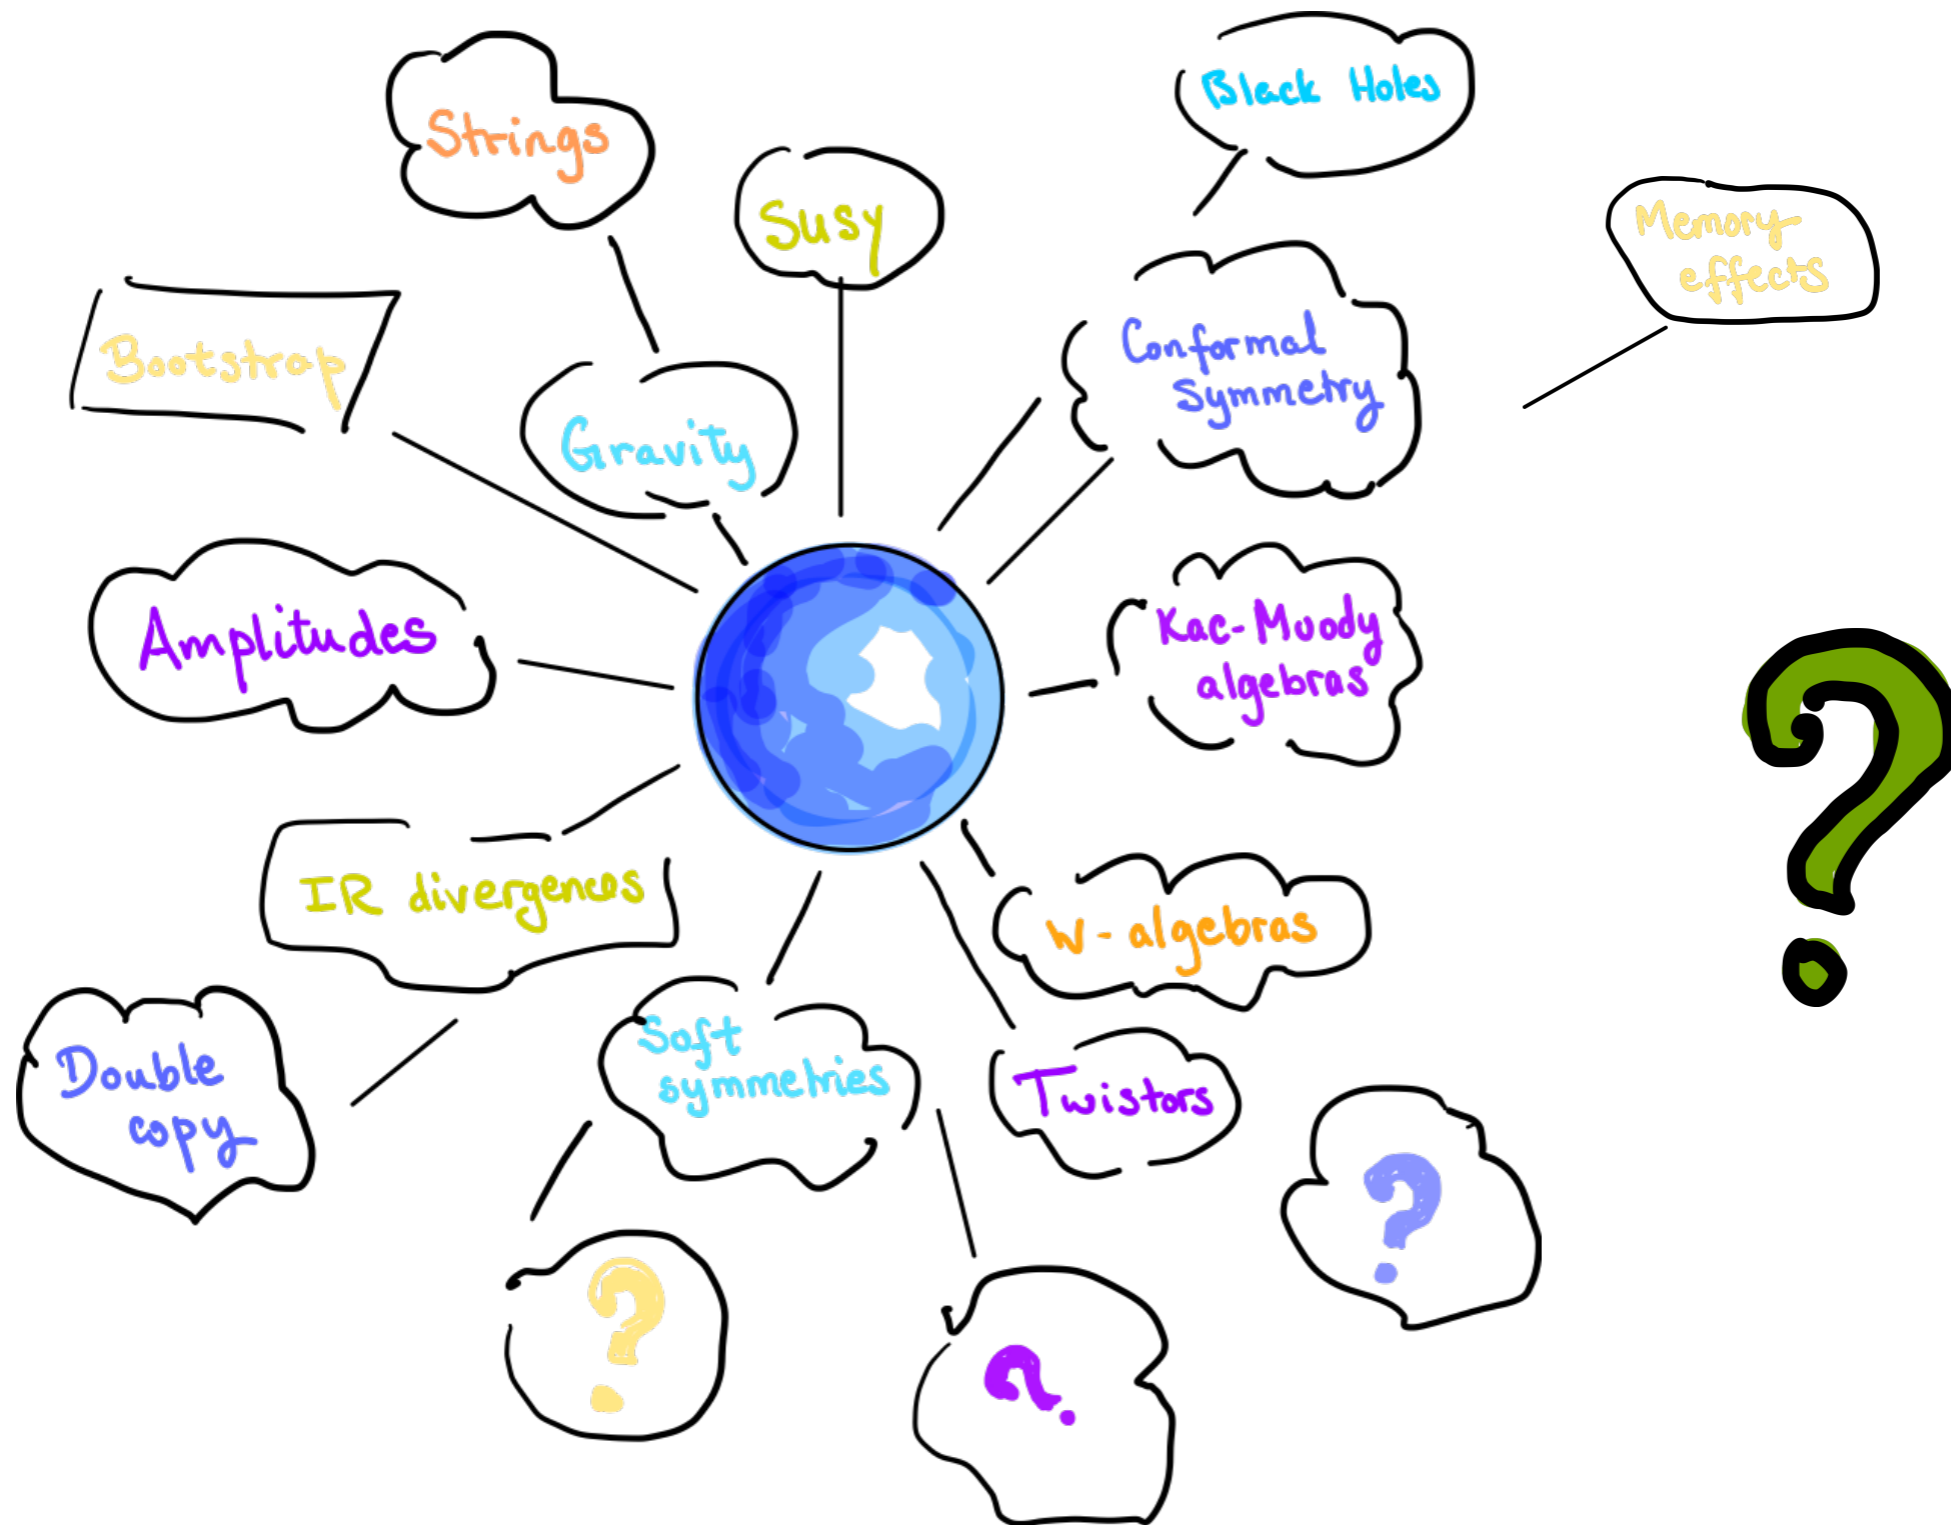 Black Holes
Strings
Susy
Memory
effects
Bootstrap
Gravity
Conformal
symmetry
Amplitudes
Kac-Moody
algebras
?
IR divergences
W-algebras
Double
copy
Soft
symmetries
Twistors
?
?
?